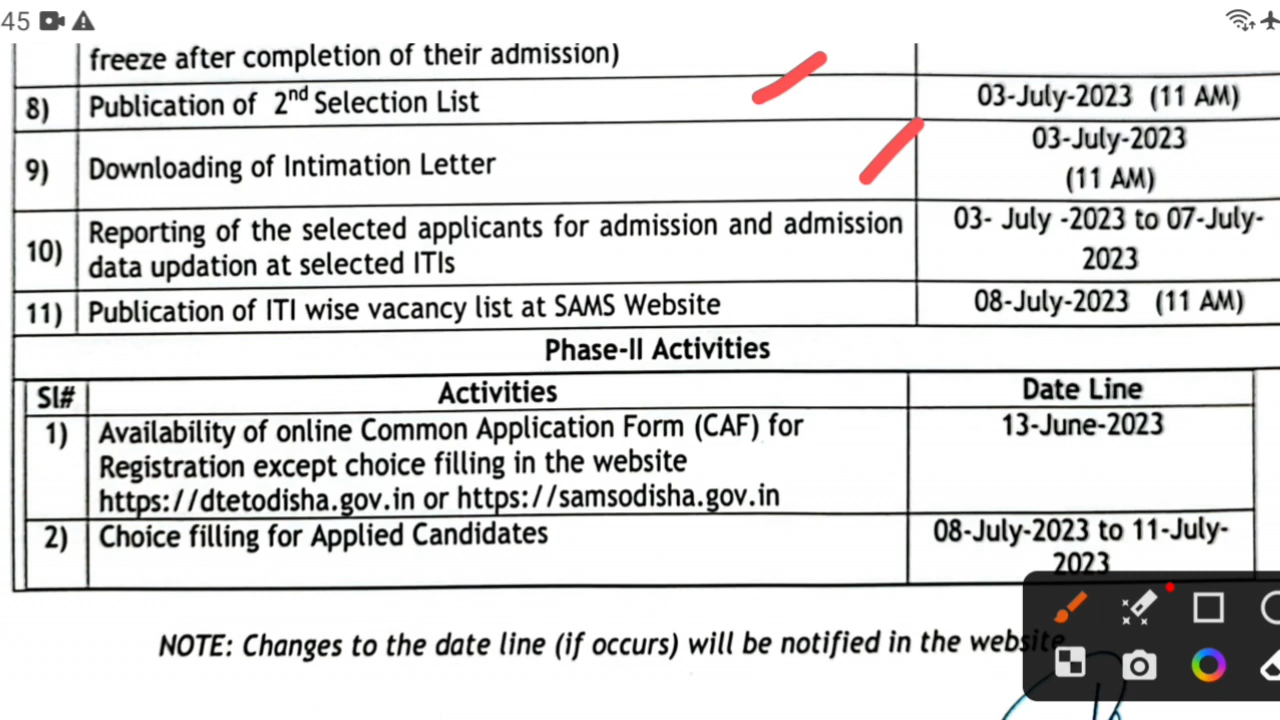 45
freeze after completion of their admission)
8) Publication of 2nd Selection List 03-July-2023 (11 AM)
9) Downloading of Intimation Letter 03-July-2023
(11 AM)
10) Reporting of the selected applicants for admission and admission 03- July -2023 to 07-July-
data updation at selected ITIs 2023
11) Publication of ITI wise vacancy list at SAMS Website 08-July-2023 (11 AM)
Phase-II Activities
Sl# Activities Date Line
1) Availability of online Common Application Form (CAF) for 13-June-2023
Registration except choice filling in the website
https://dtetodisha.gov.in or https://samsodisha.gov.in
2) Choice filling for Applied Candidates 08-July-2023 to 11-July-
2023
NOTE: Changes to the date line (if occurs) will be notified in the website